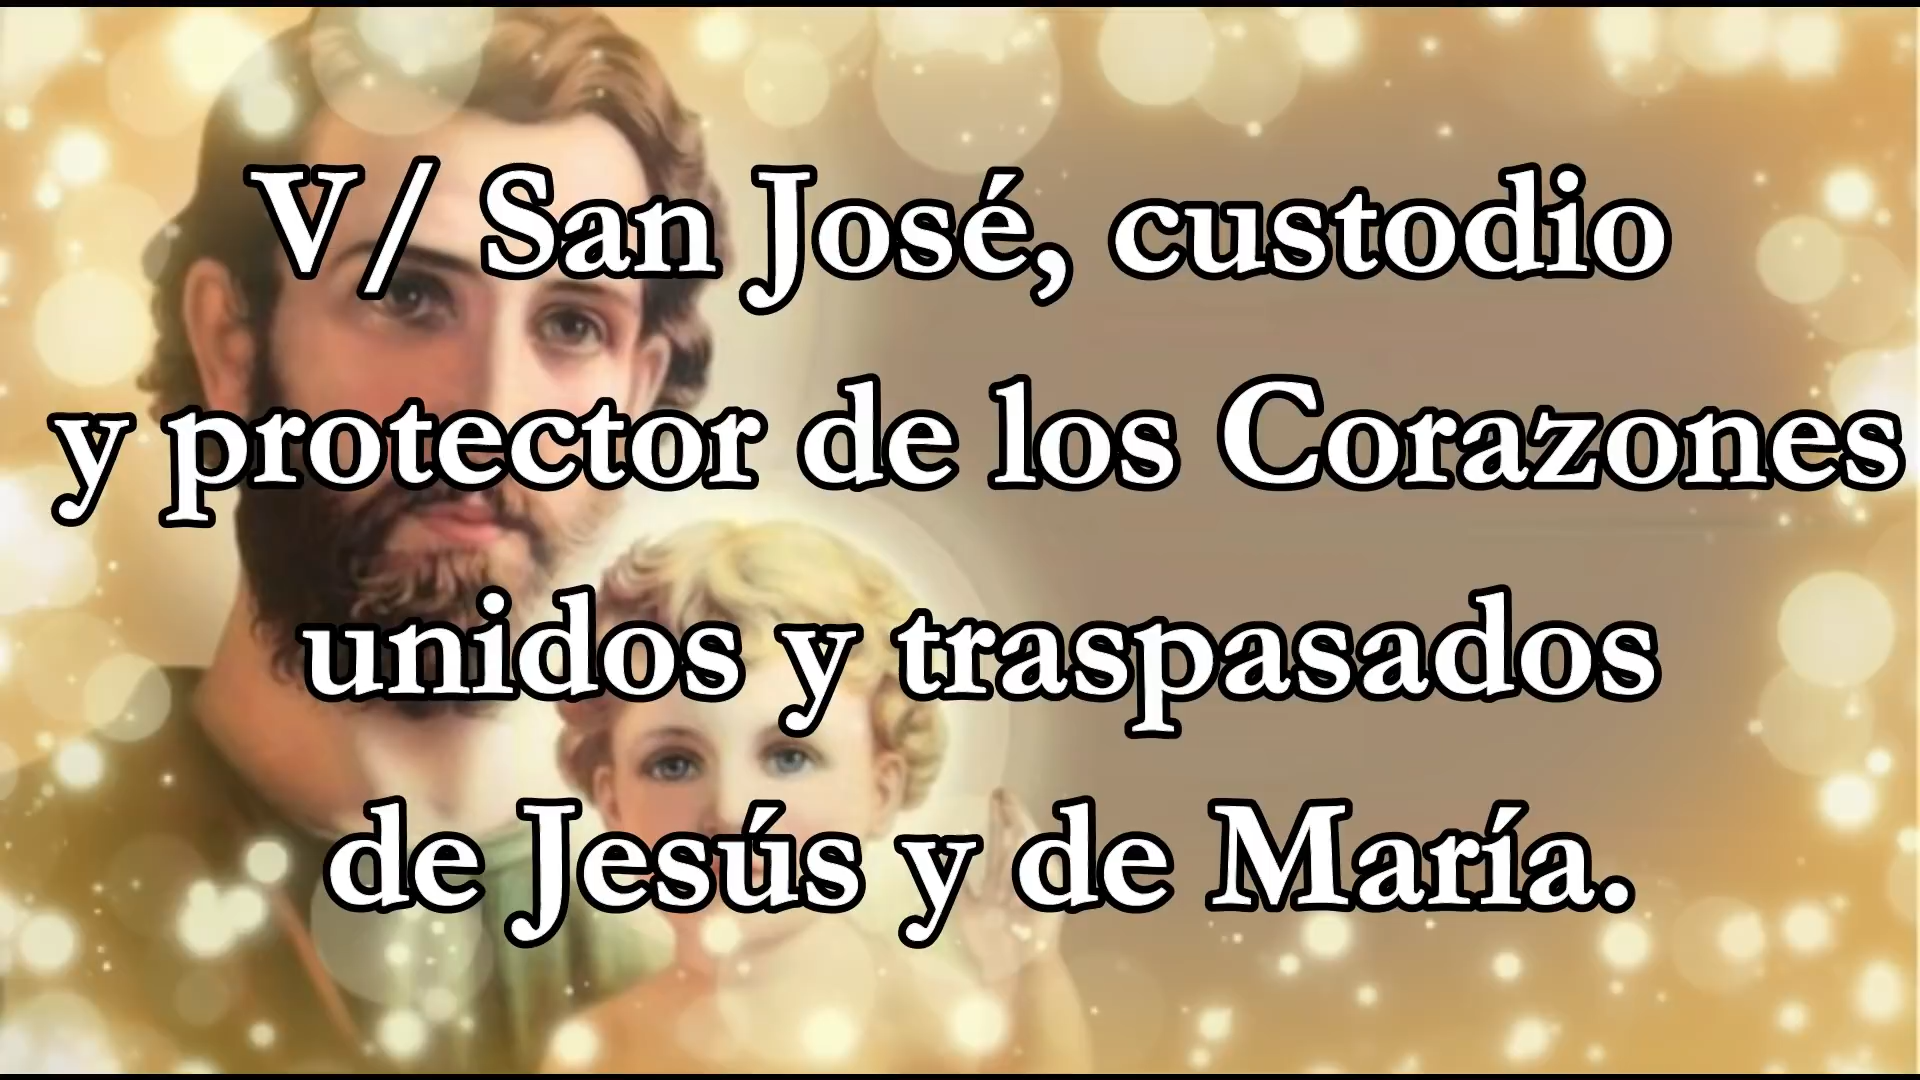 V/ San José, custodio
y protector de los Corazones
unidos y traspasados
de Jesús y de María.